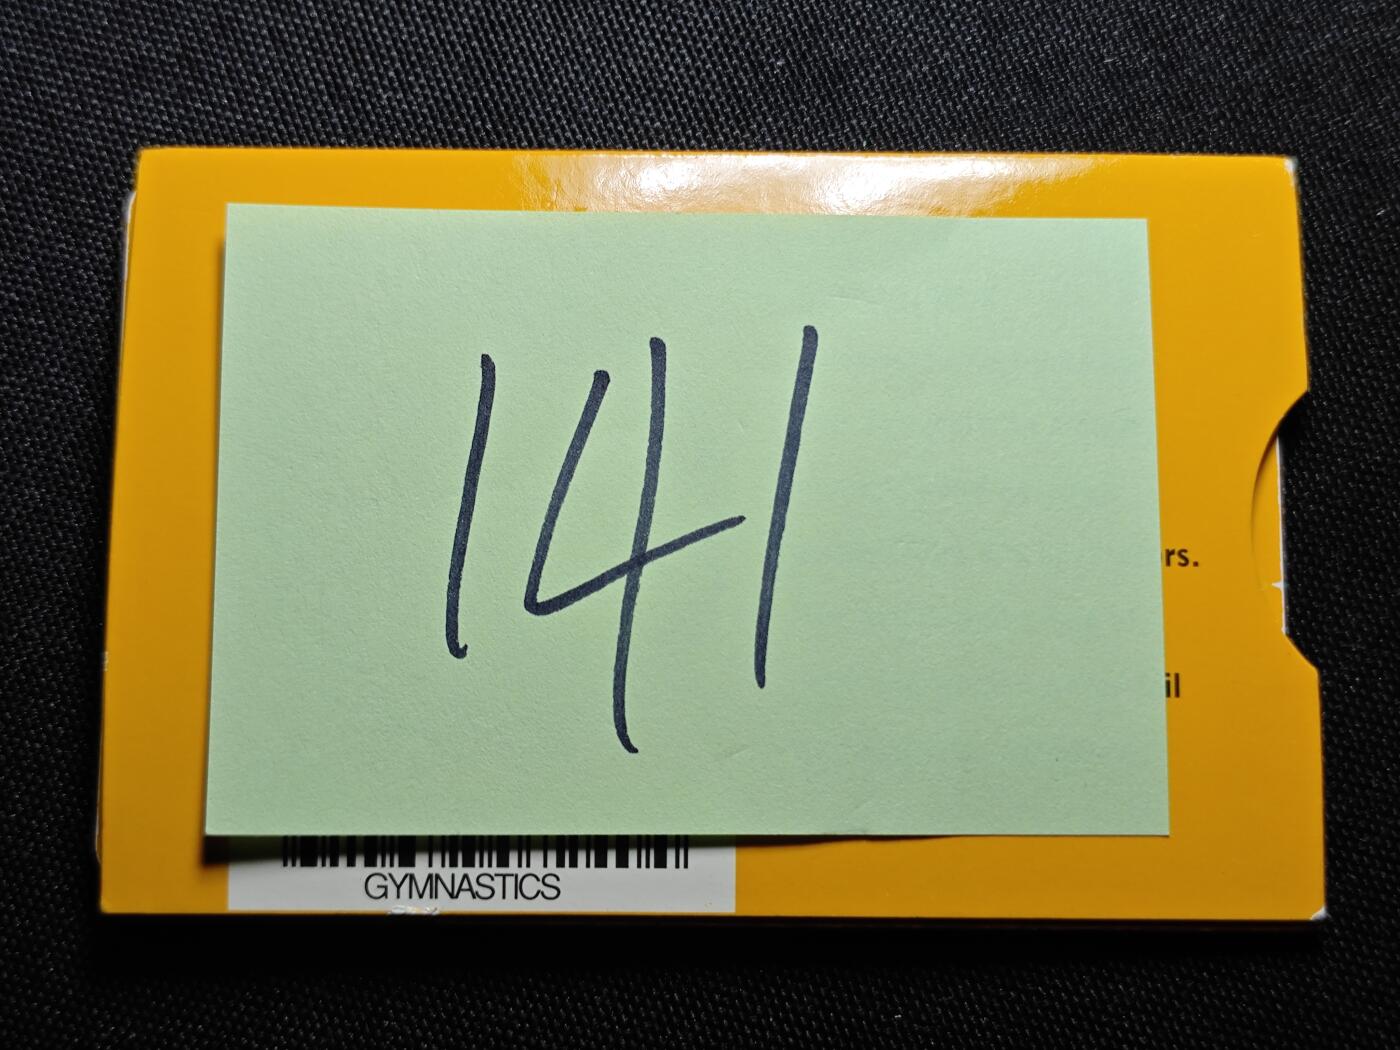 141
rs.
il
GYMNASTICS